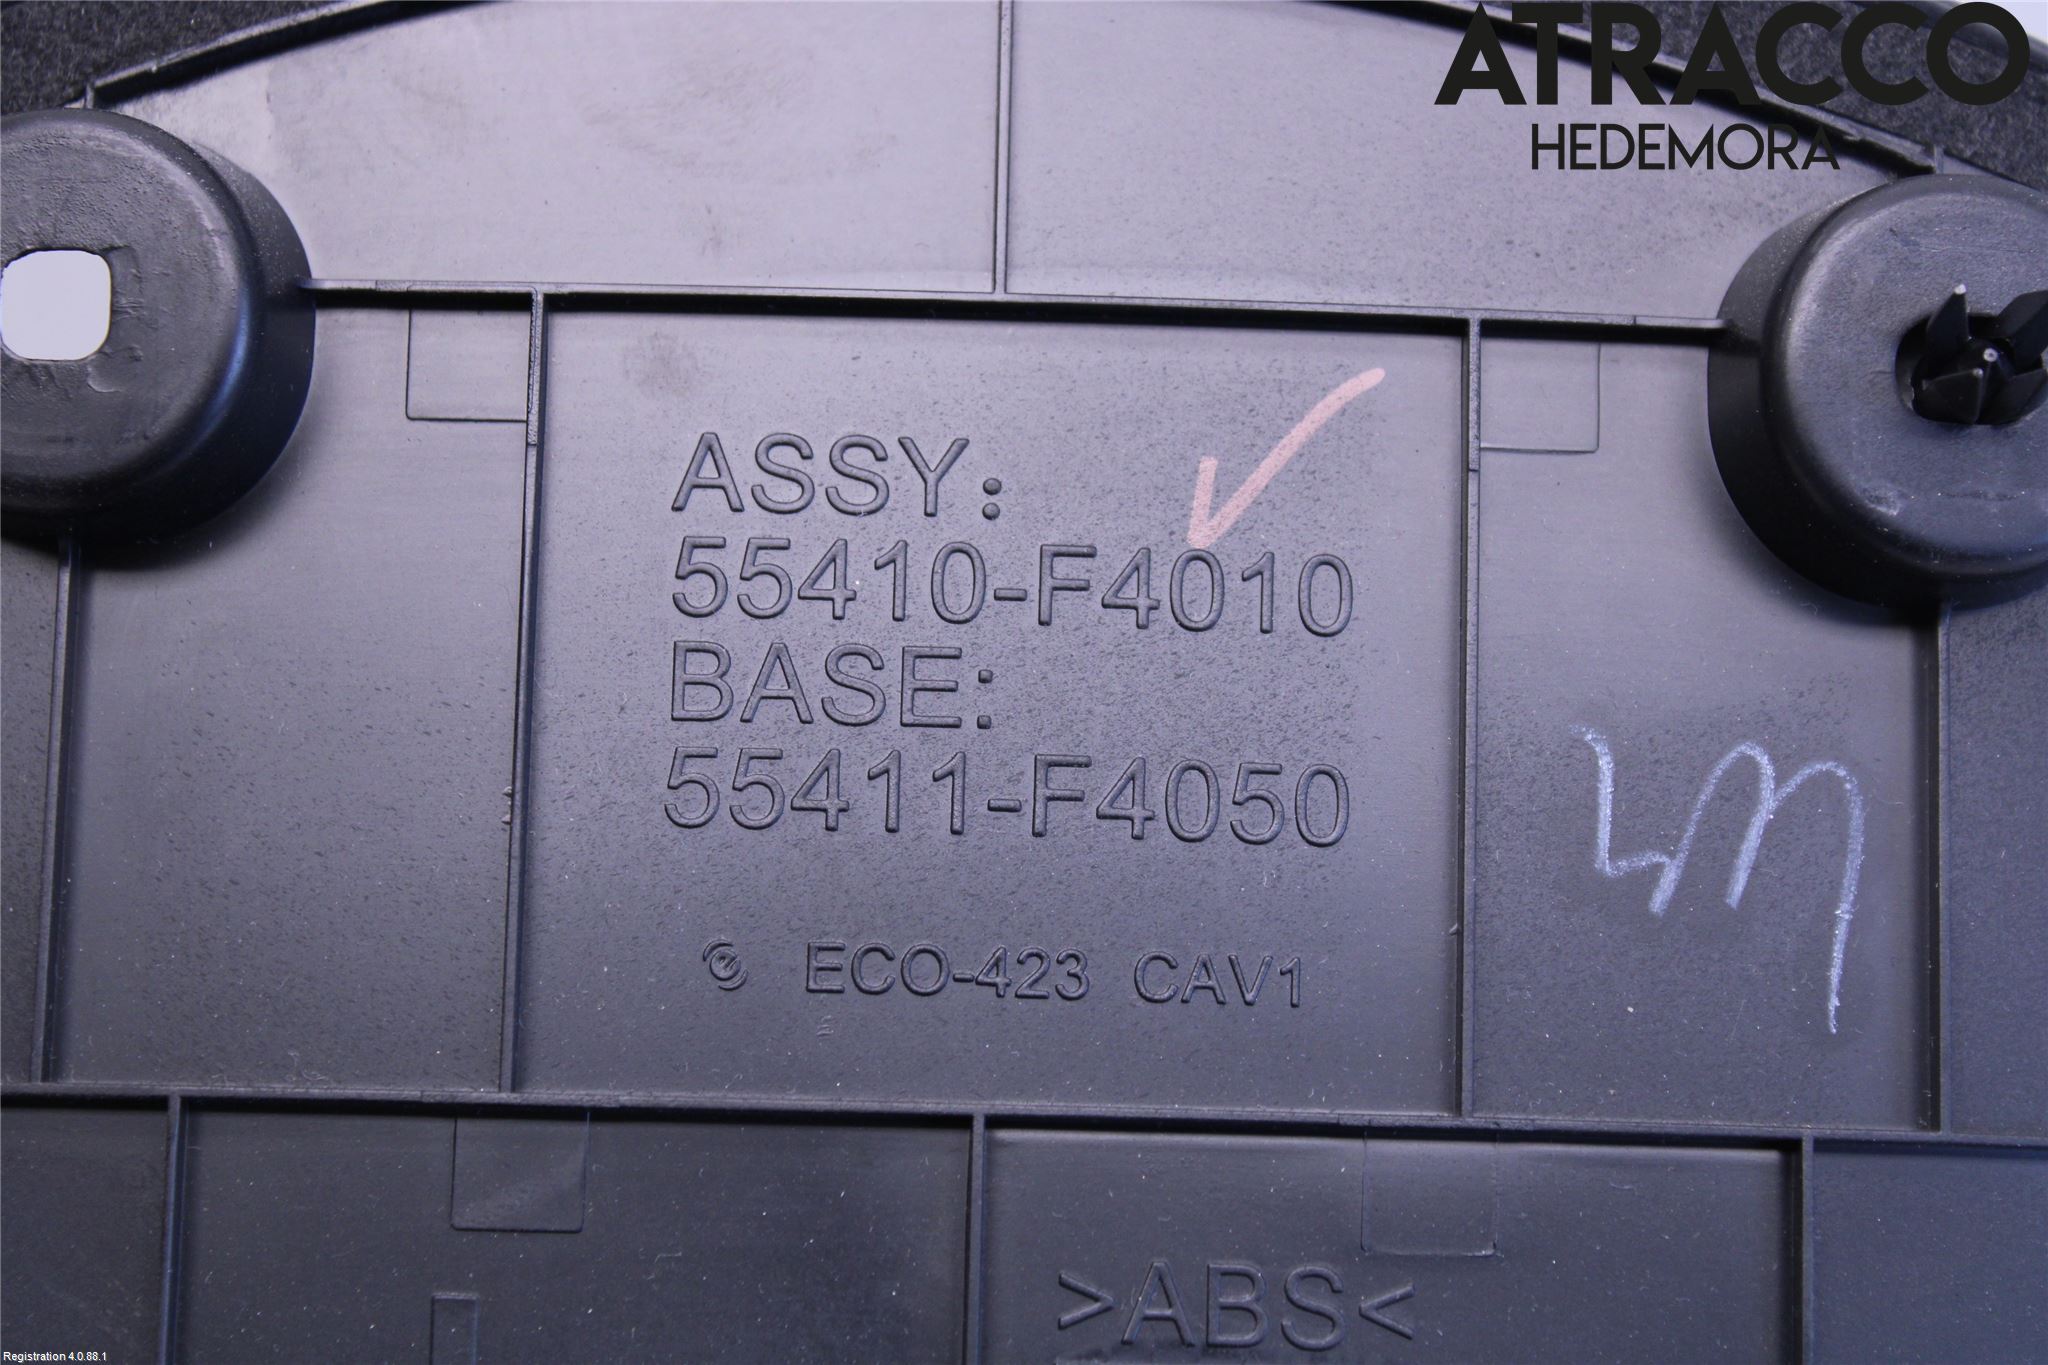 ATRACCO
HEDEMORA
ASSY:
55410-F4010
BASE:
55411-F4050
e ECO-423 CAV1
>ABS<
Registration 4.0.88.1